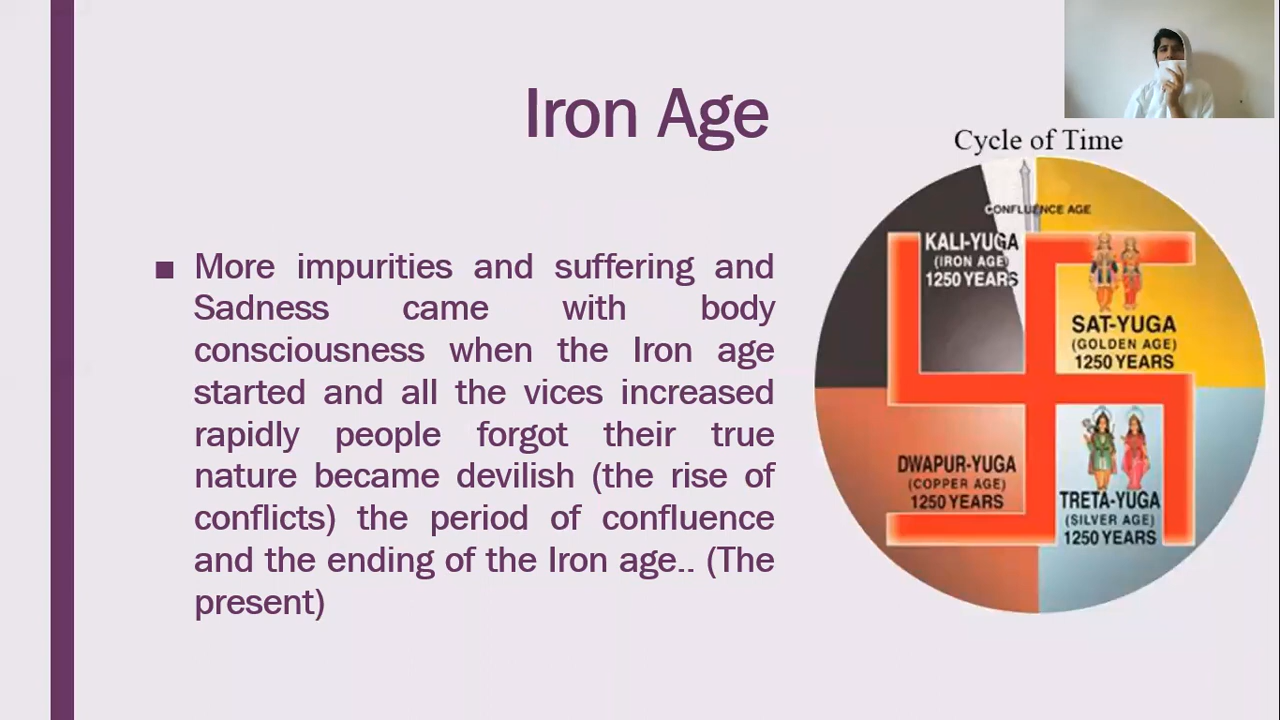 Iron Age
■ More impurities and suffering and
Sadness came with body
consciousness when the Iron age
started and all the vices increased
rapidly people forgot their true
nature became devilish (the rise of
conflicts) the period of confluence
and the ending of the Iron age.. (The
present)
Cycle of Time
CONFLUENCE AGE
KALI-YUGA
(IRON AGE)
1250 YEARS
SAT-YUGA
(GOLDEN AGE)
1250 YEARS
DWAPUR-YUGA
(COPPER AGE)
1250 YEARS
TRETA-YUGA
(SILVER AGE)
1250 YEARS